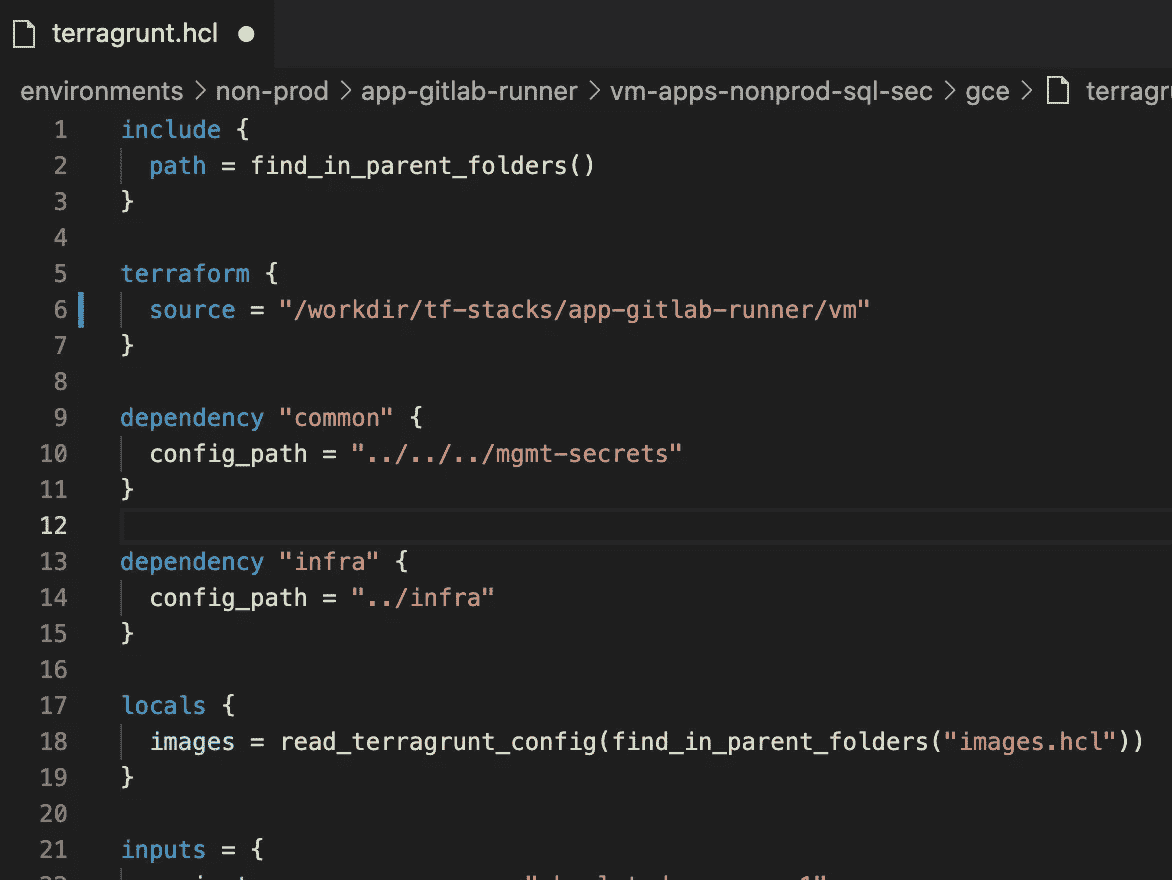 terragrunt.hcl
environments > non-prod > app-gitlab-runner > vm-apps-nonprod-sql-sec > gce >
1 include {
2   path = find_in_parent_folders()
3 }
4
5 terraform {
6   source = "/workdir/tf-stacks/app-gitlab-runner/vm"
7 }
8
9 dependency "common" {
10   config_path = "../../../mgmt-secrets"
11 }
12
13 dependency "infra" {
14   config_path = "../infra"
15 }
16
17 locals {
18   images = read_terragrunt_config(find_in_parent_folders("images.hcl"))
19 }
20
21 inputs = {